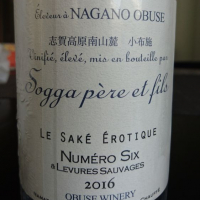 Éleveur à NAGANO OBUSE
志賀高原南山麓 小布施
Vinifié, élevé, mis en bouteille par
Sogga père et fils
LE SAKÉ ÉROTIQUE
NUMÉRO SIX
à LEVURES SAUVAGES
2016
OBUSE WINERY